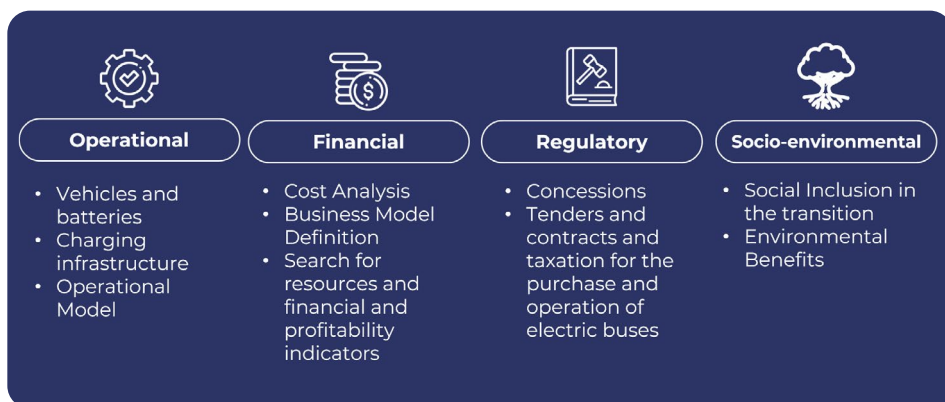 Operational
• Vehicles and
batteries
• Charging
infrastructure
• Operational
Model
Financial
• Cost Analysis
• Business Model
Definition
• Search for
resources and
financial and
profitability
indicators
Regulatory
• Concessions
• Tenders and
contracts and
taxation for the
purchase and
operation of
electric buses
Socio-environmental
• Social Inclusion in
the transition
• Environmental
Benefits